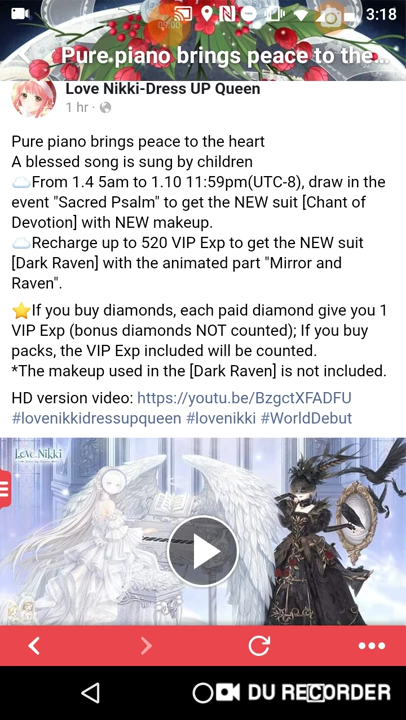 3:18
Pure piano brings peace to the...
Love Nikki-Dress UP Queen
1 hr ·
Pure piano brings peace to the heart
A blessed song is sung by children
☁️From 1.4 5am to 1.10 11:59pm(UTC-8), draw in the
event "Sacred Psalm" to get the NEW suit [Chant of
Devotion] with NEW makeup.
☁️Recharge up to 520 VIP Exp to get the NEW suit
[Dark Raven] with the animated part "Mirror and
Raven".
⭐If you buy diamonds, each paid diamond give you 1
VIP Exp (bonus diamonds NOT counted); If you buy
packs, the VIP Exp included will be counted.
*The makeup used in the [Dark Raven] is not included.
HD version video: https://youtu.be/BzgctXFADFU
#lovenikkidressupqueen #lovenikki #WorldDebut
Love Nikki
DU RECORDER